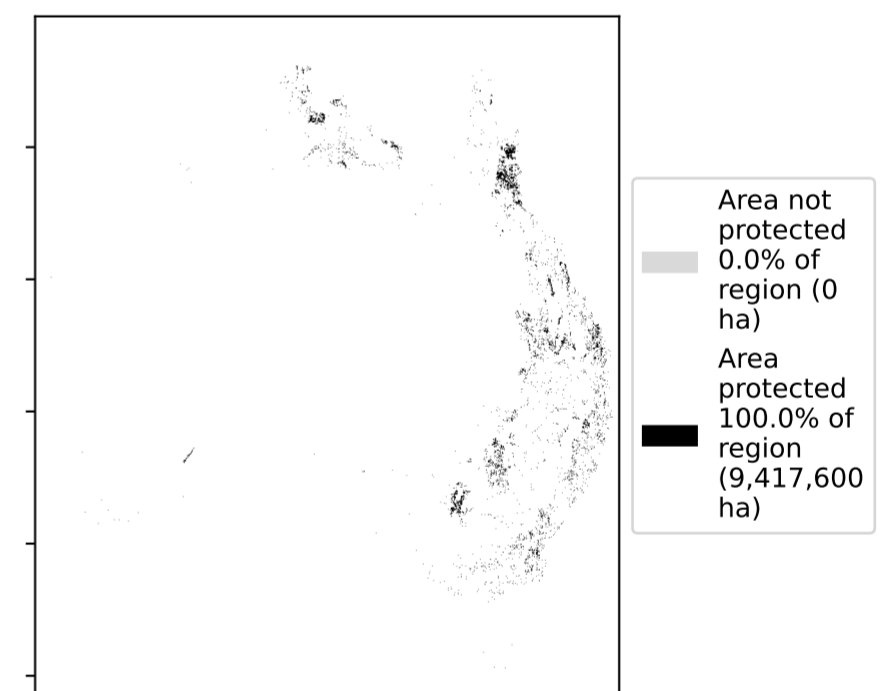 Area not
protected
0.0% of
region (0
ha)
Area
protected
100.0% of
region
(9,417,600
ha)